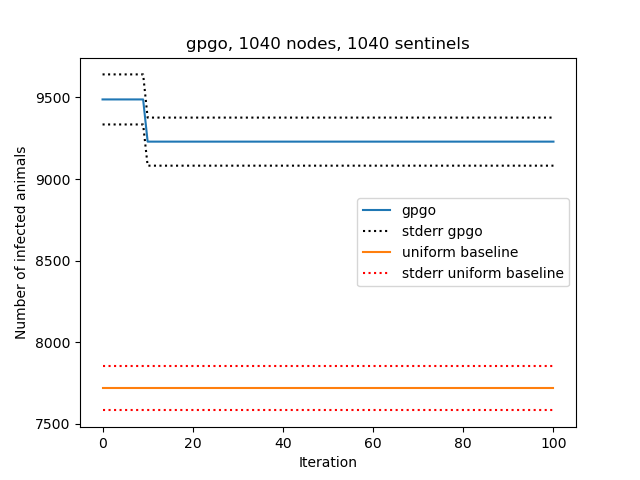 gpgo, 1040 nodes, 1040 sentinels
Number of infected animals
9500
9000
8500
8000
7500
gpgo
stderr gpgo
uniform baseline
stderr uniform baseline
0 20 40 60 80 100
Iteration